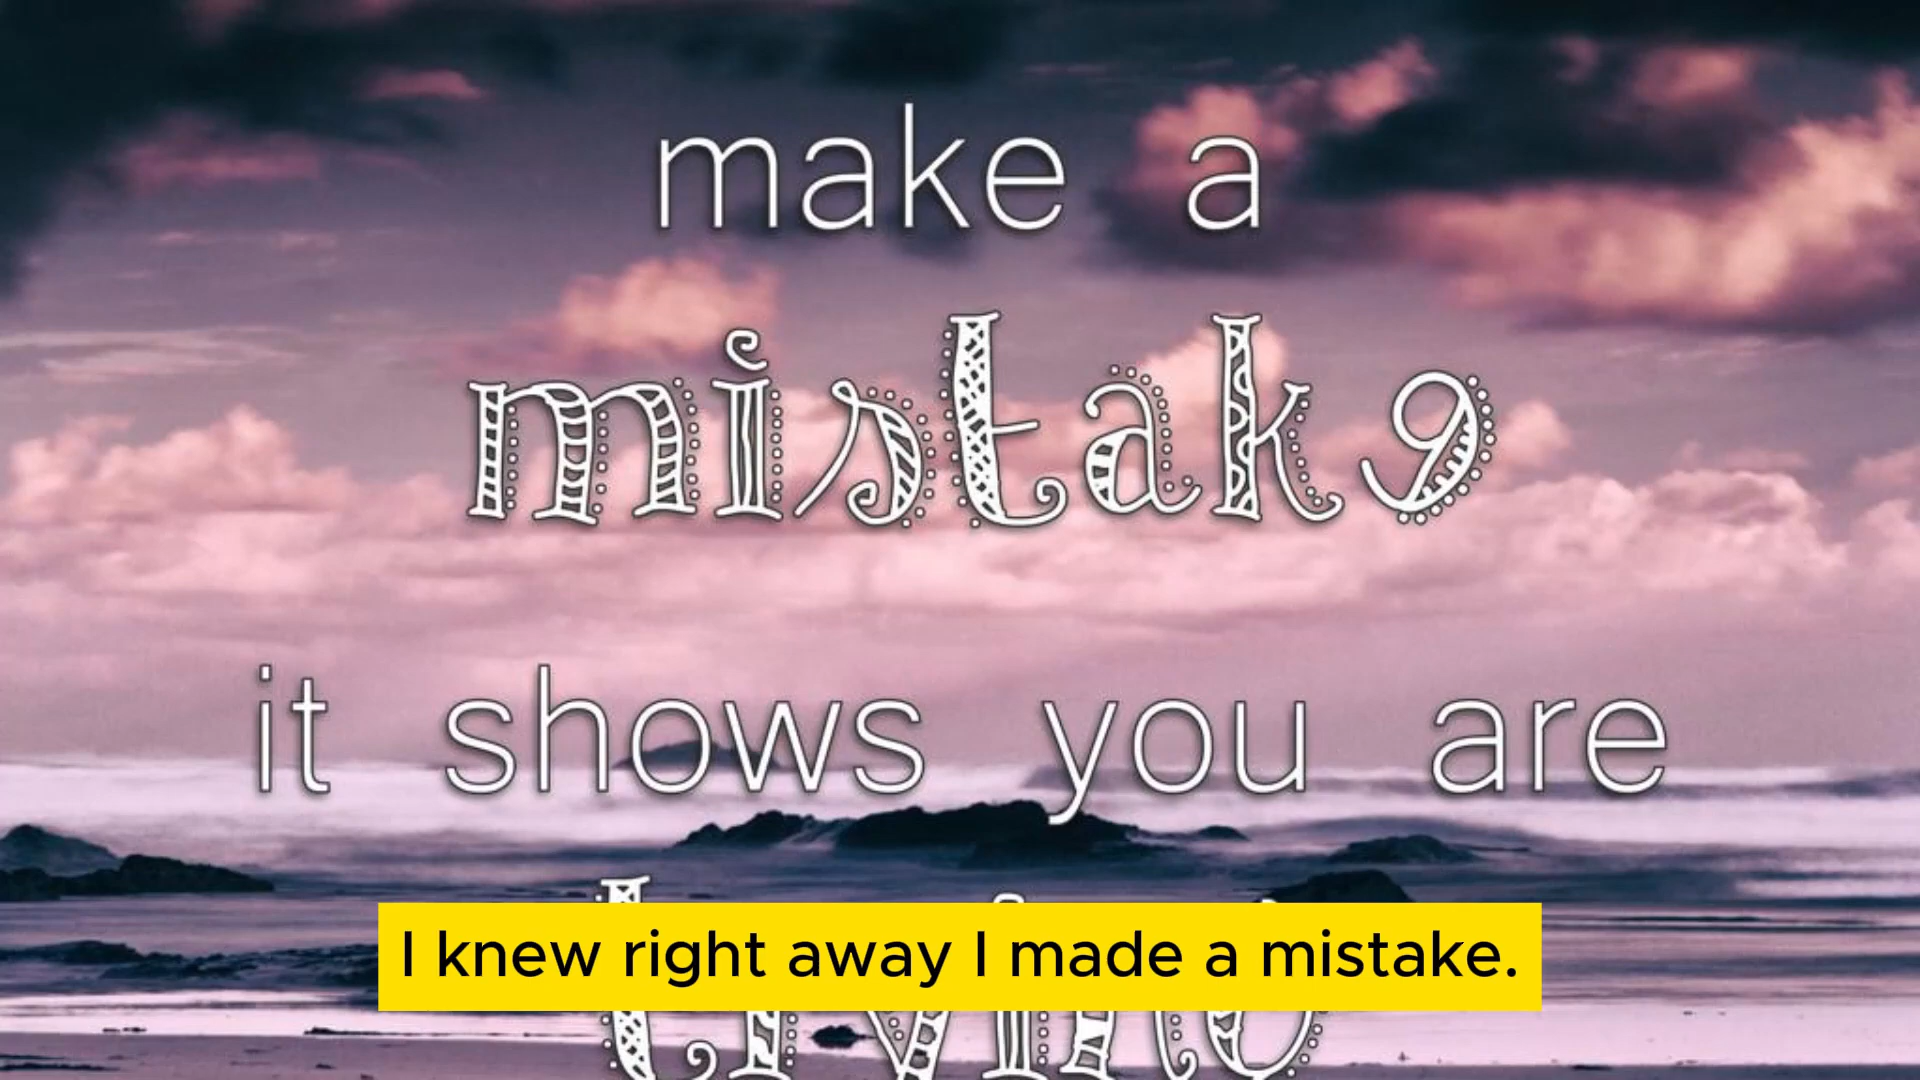 make a
mistake
it shows you are
I knew right away I made a mistake.